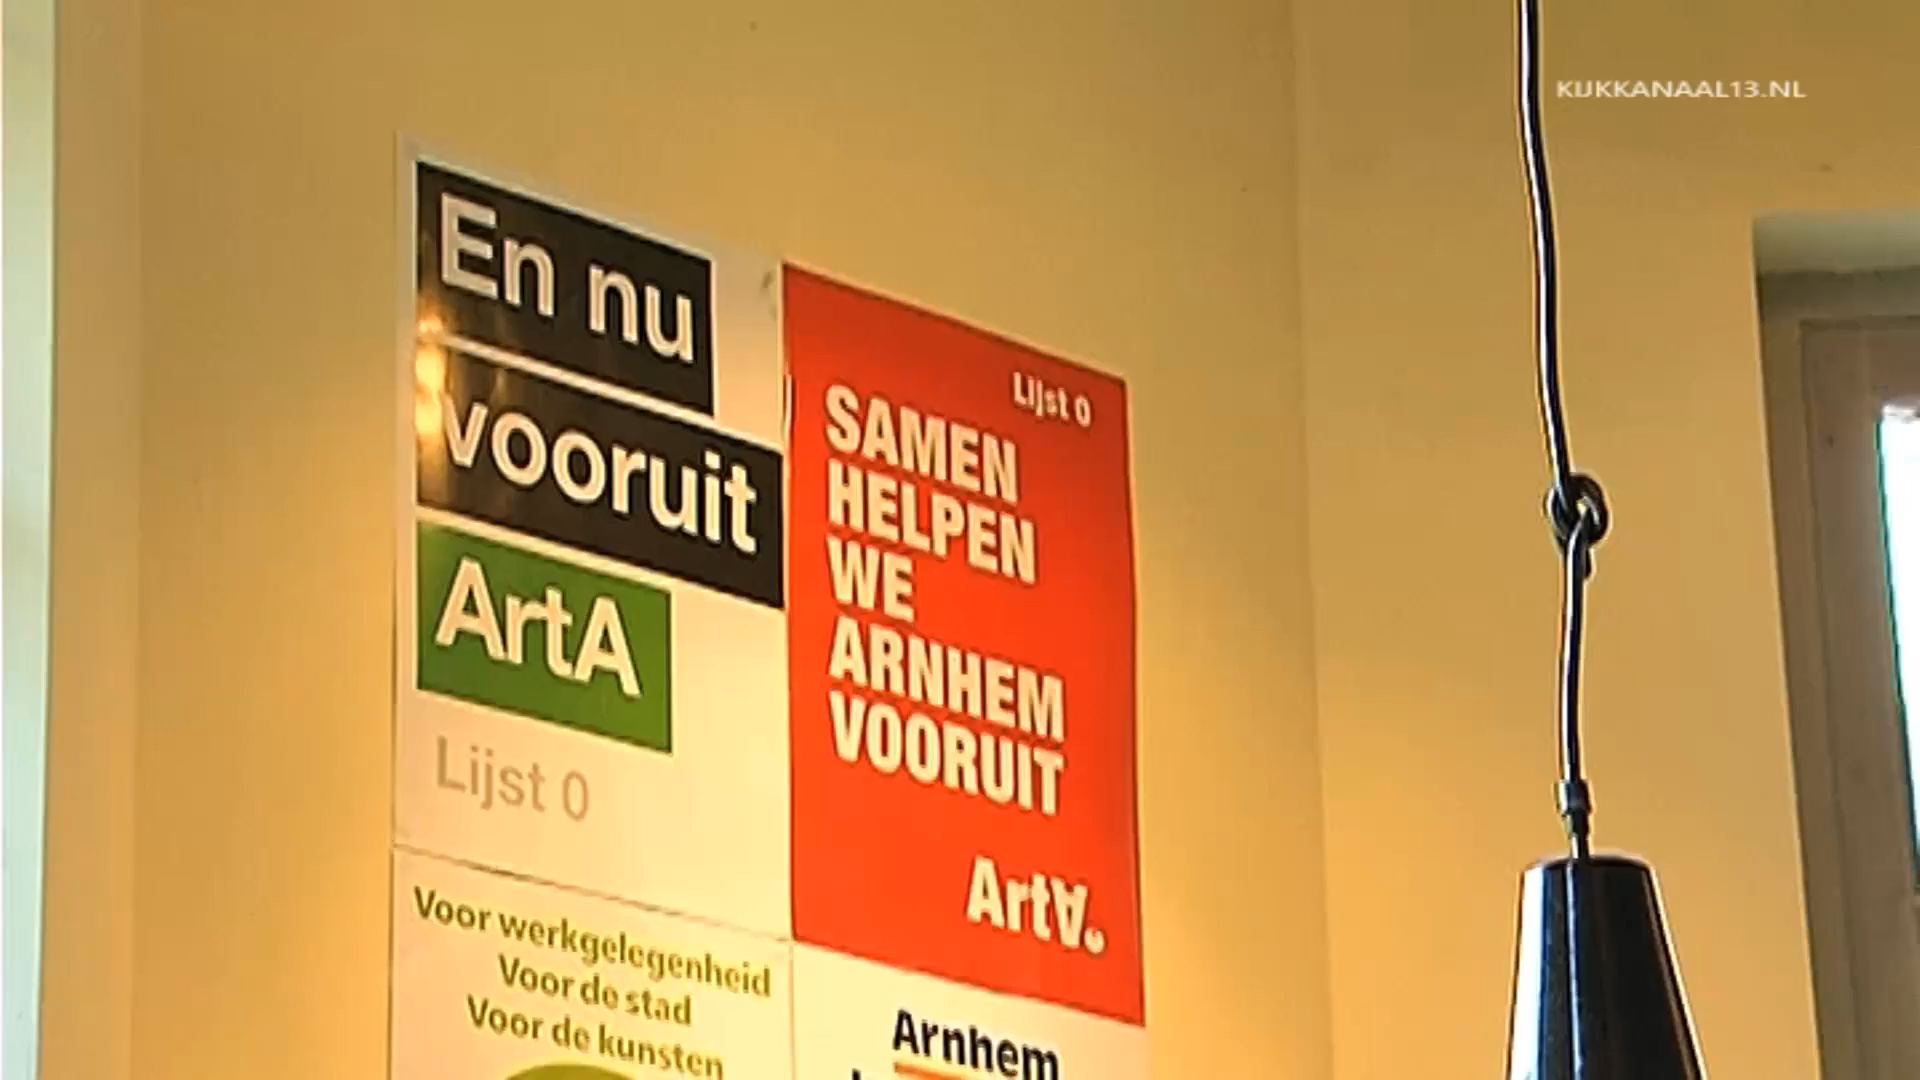 KIJKKANAAL13.NL
En nu
vooruit
ArtA
Lijst 0
Lijst 0
SAMEN
HELPEN
WE
ARNHEM
VOORUIT
ArtA
Voor werkgelegenheid
Voor de stad
Voor de kunsten
Arnhem